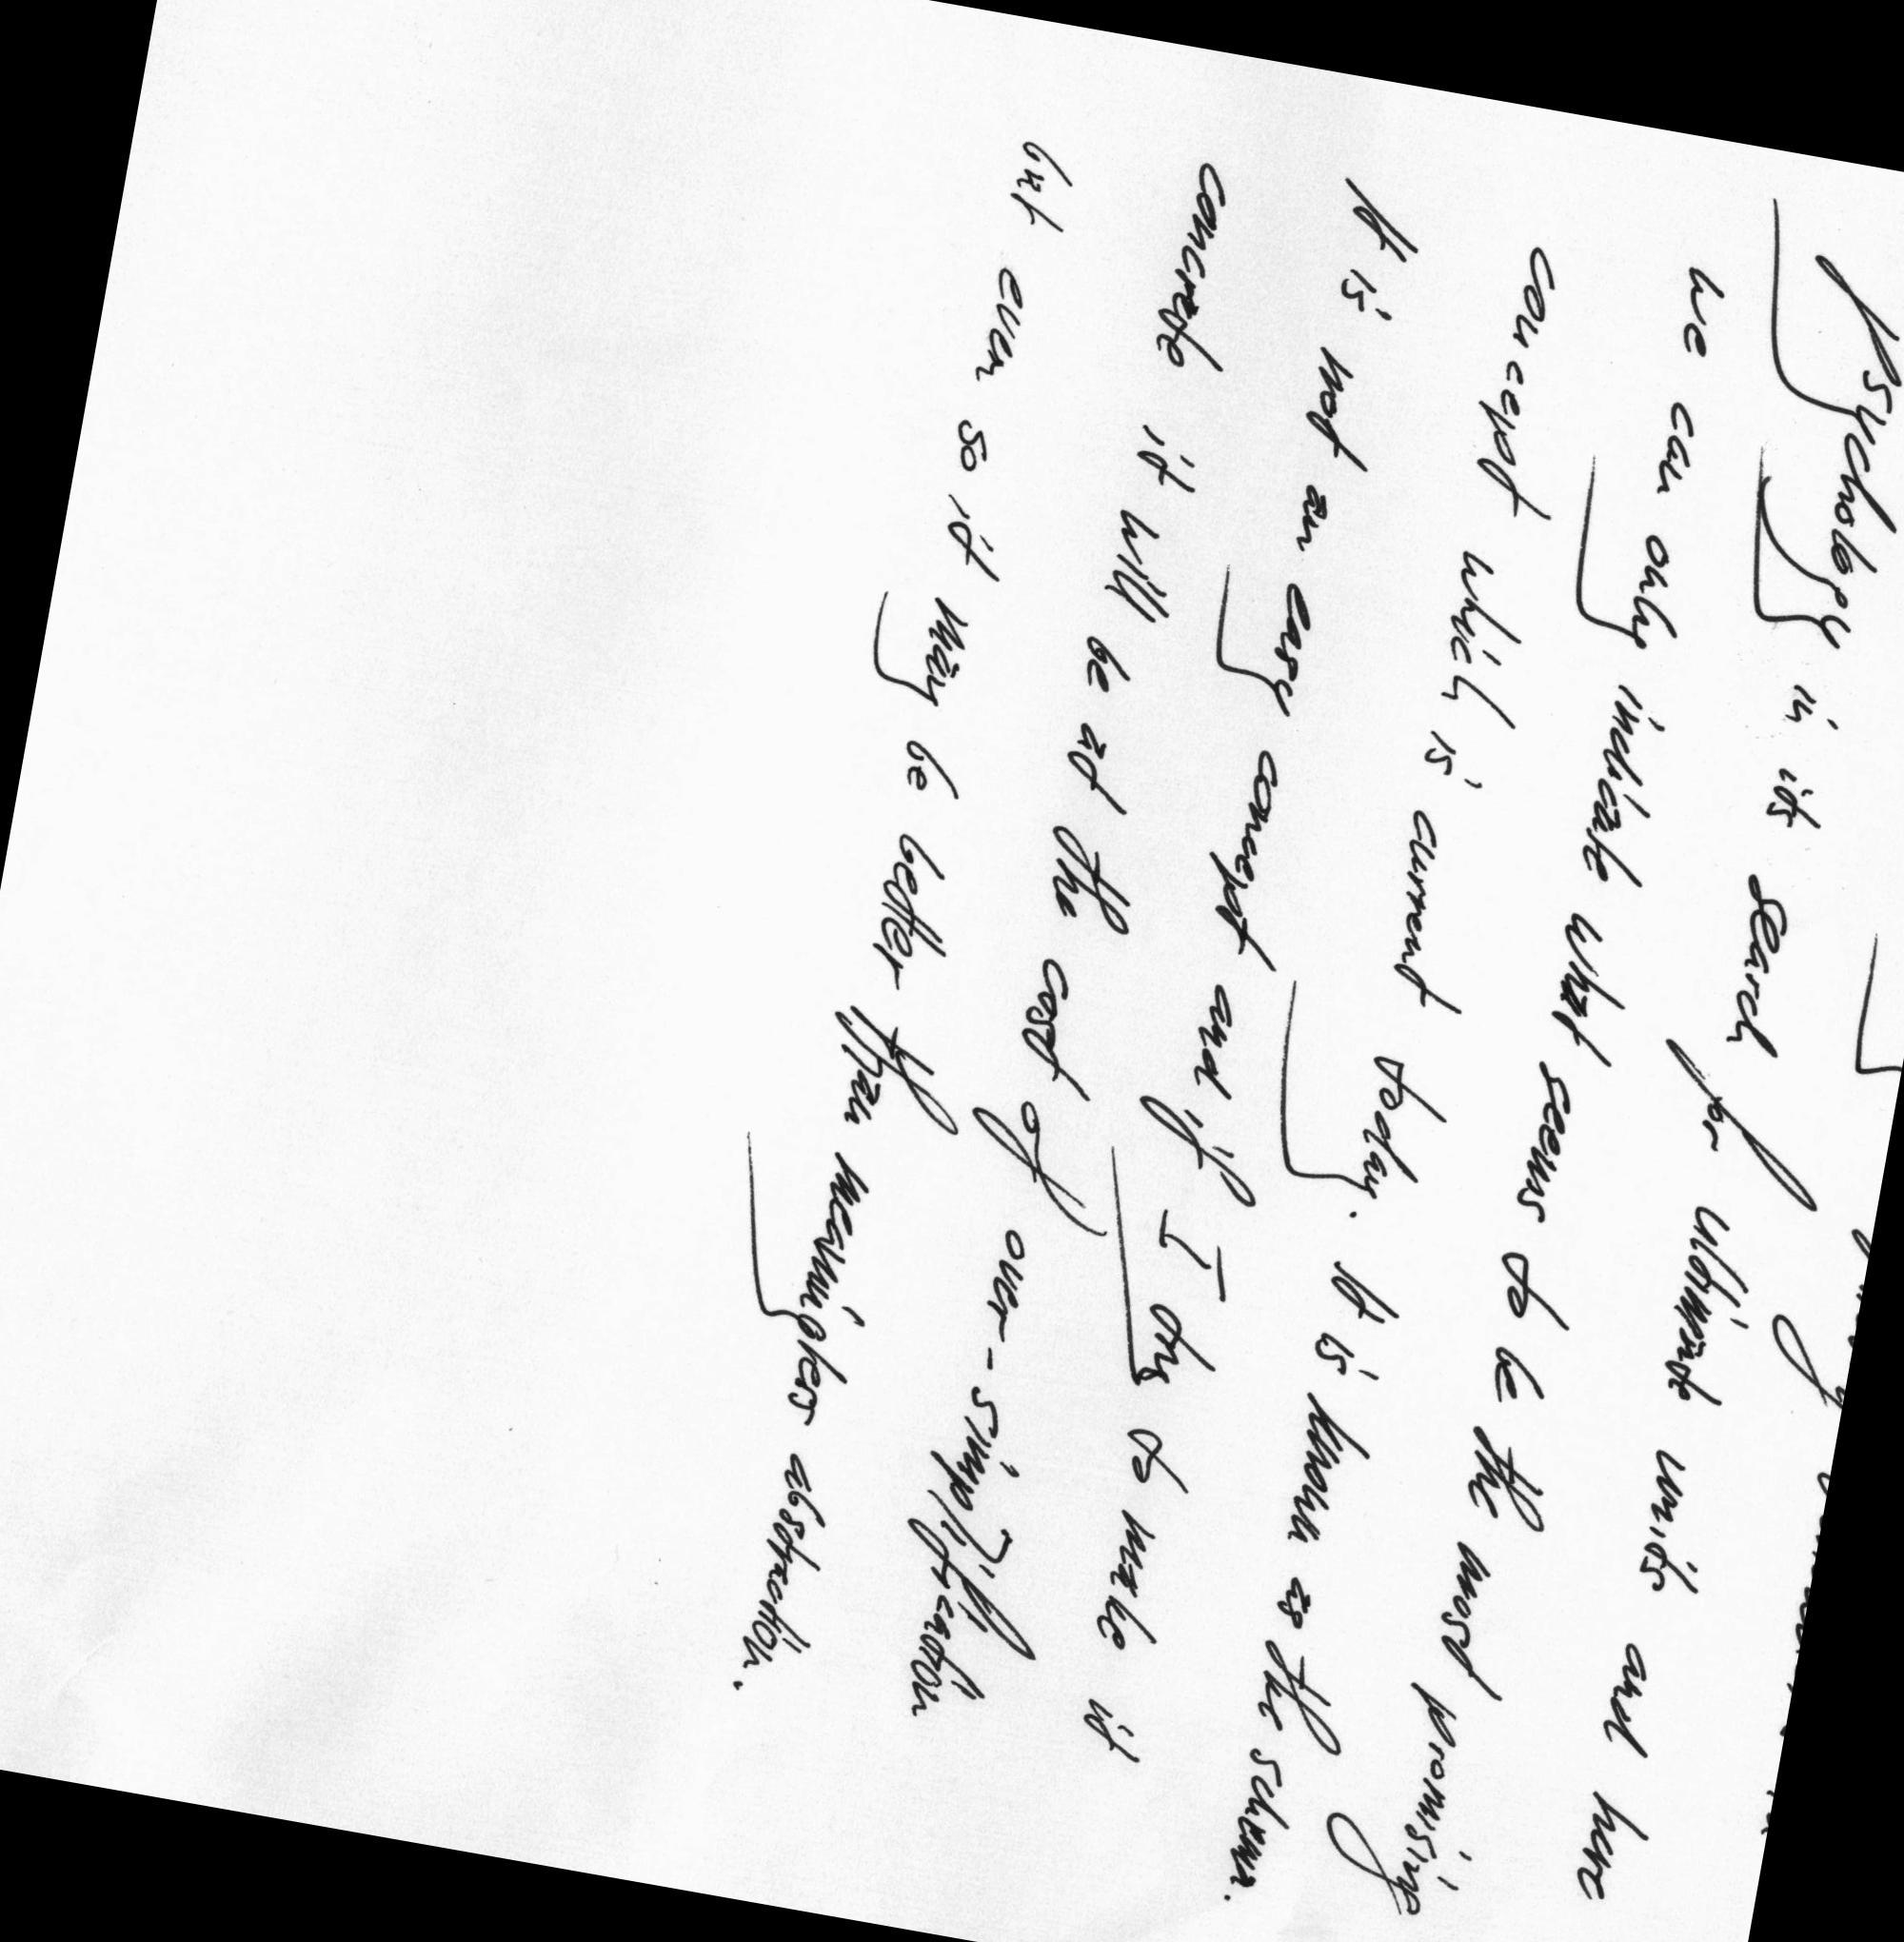 Psychology in its search for ultimate units and here
we can only indicate what seems to be the most promising
concept which is current today. It is known as the schema.
It is not an easy concept and if I try to make it
concrete it will be at the cost of over-simplification
but even so it may be better than meaningless abstraction.